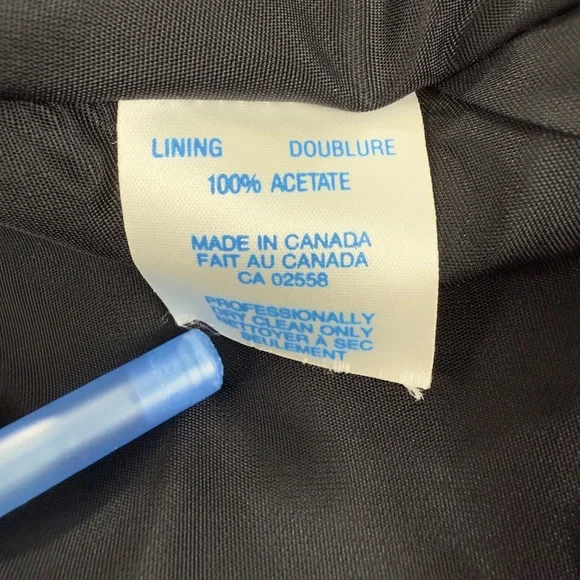 LINING DOUBLURE
100% ACETATE
MADE IN CANADA
FAIT AU CANADA
CA 02558
PROFESSIONALLY
DRY CLEAN ONLY
NETTOYER À SEC
SEULEMENT